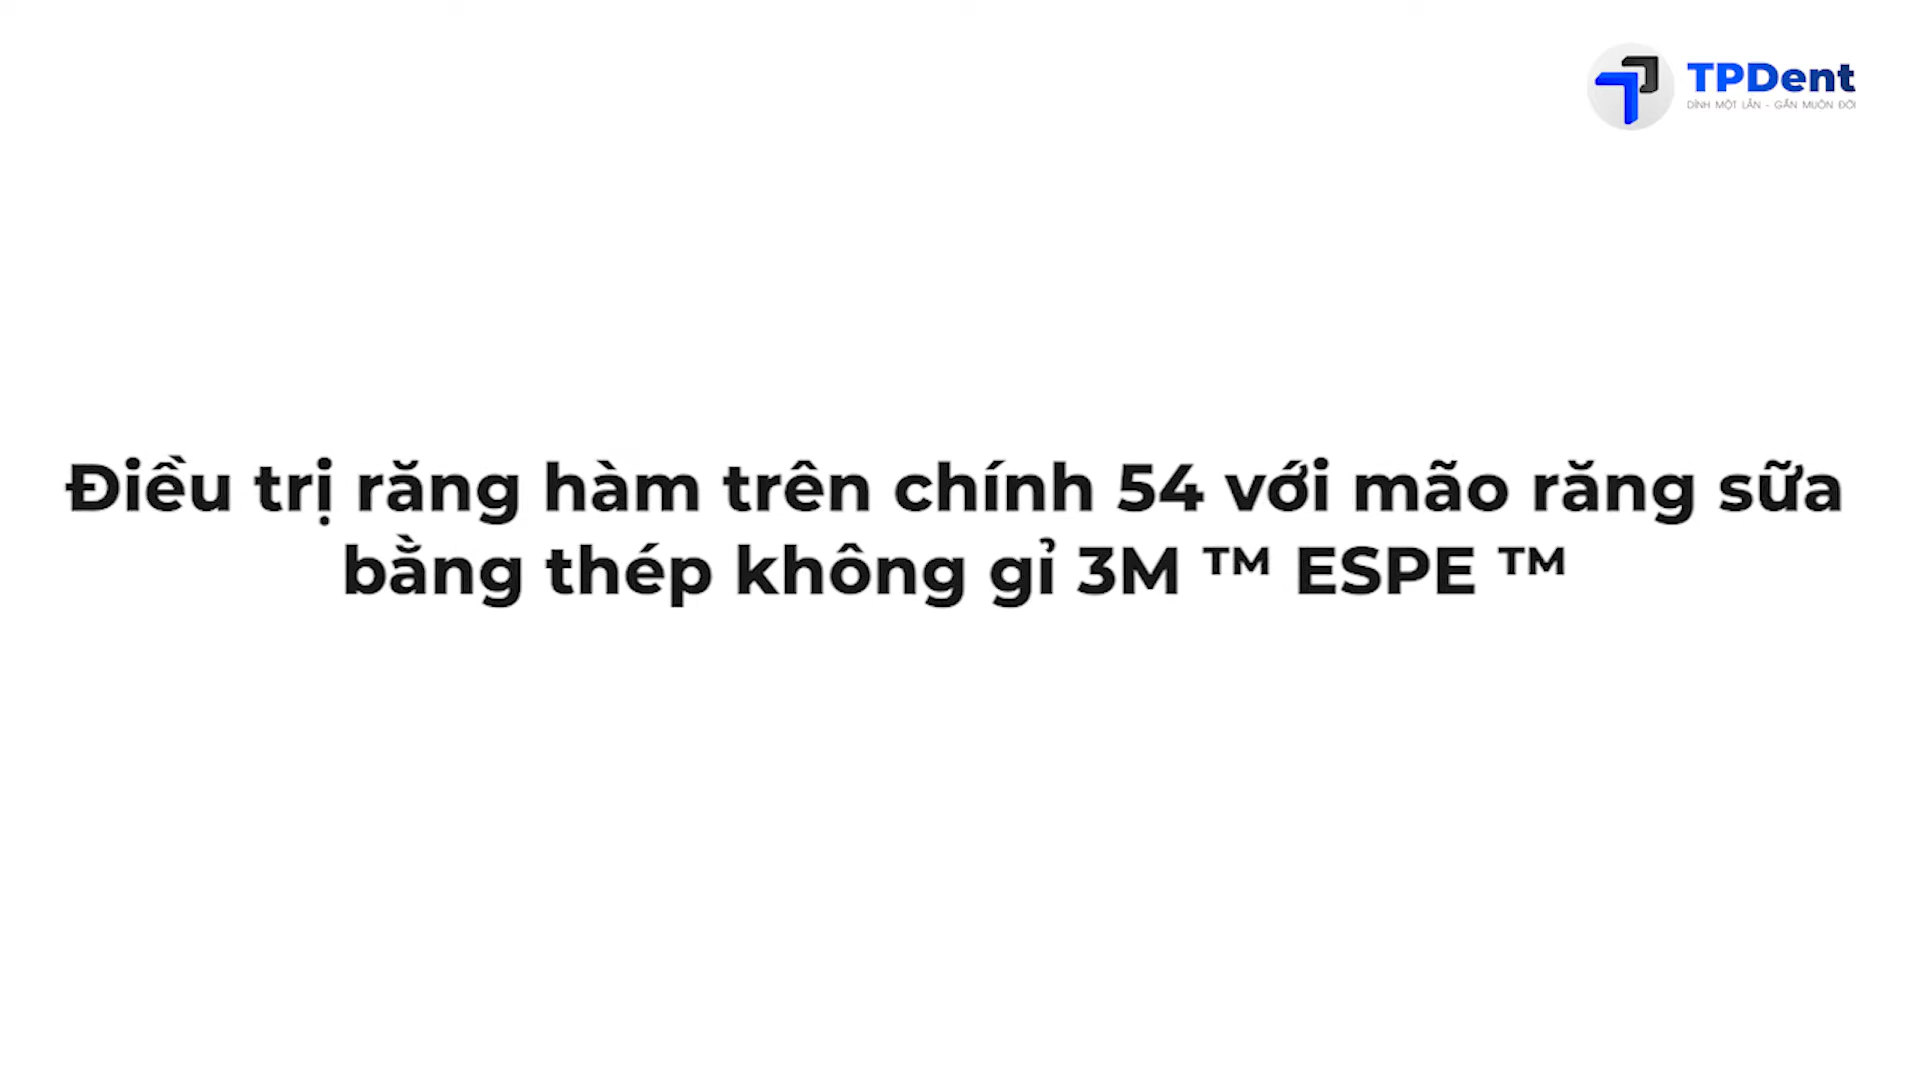 TPDent
DÍNH MỘT LẦN - GẮN MUÔN ĐỜI
Điều trị răng hàm trên chính 54 với mão răng sữa
bằng thép không gỉ 3M ™ ESPE ™